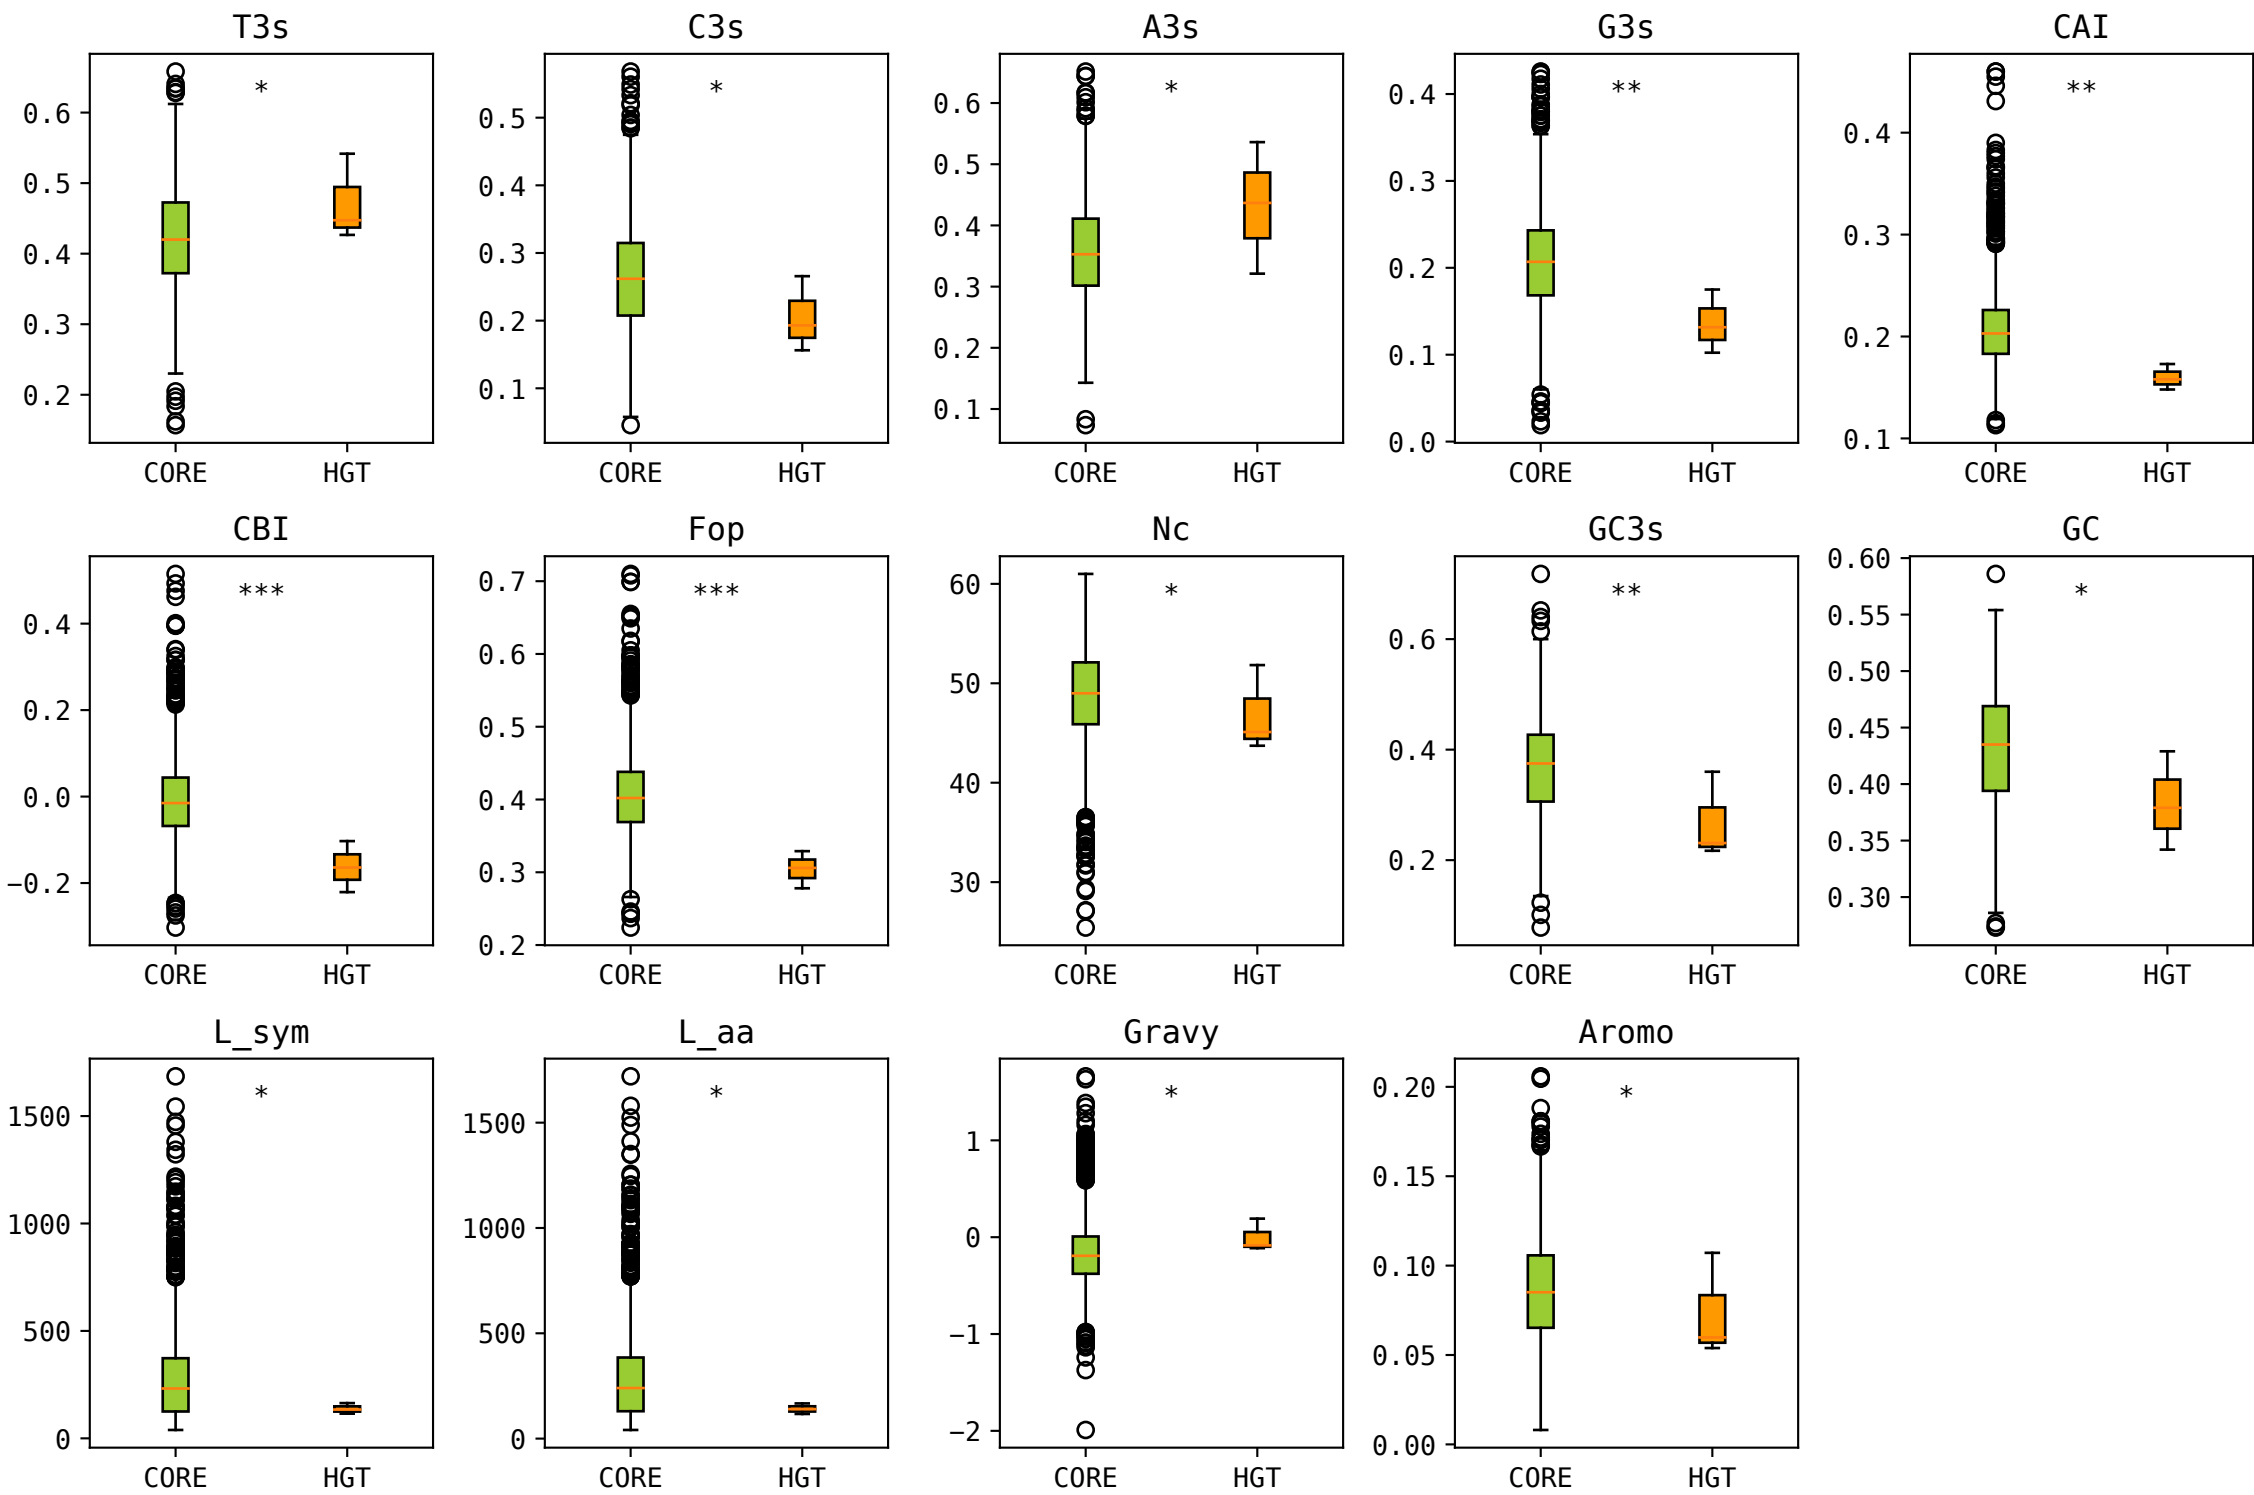 T3s C3s A3s G3s CAI
* * * ** **
0.6 0.5 0.4 0.3 0.2
0.5 0.4 0.3 0.2 0.1
0.6 0.5 0.4 0.3 0.2 0.1
0.4 0.3 0.2 0.1 0.0
0.4 0.3 0.2 0.1
CORE HGT CORE HGT CORE HGT CORE HGT CORE HGT
CBI Fop Nc GC3s GC
*** *** * ** *
0.4 0.2 0.0 −0.2
0.7 0.6 0.5 0.4 0.3 0.2
60 50 40 30
0.6 0.4 0.2
0.60 0.55 0.50 0.45 0.40 0.35 0.30
CORE HGT CORE HGT CORE HGT CORE HGT CORE HGT
L_sym L_aa Gravy Aromo
* * * *
1500 1000 500 0
1500 1000 500 0
1 0 −1 −2
0.20 0.15 0.10 0.05 0.00
CORE HGT CORE HGT CORE HGT CORE HGT